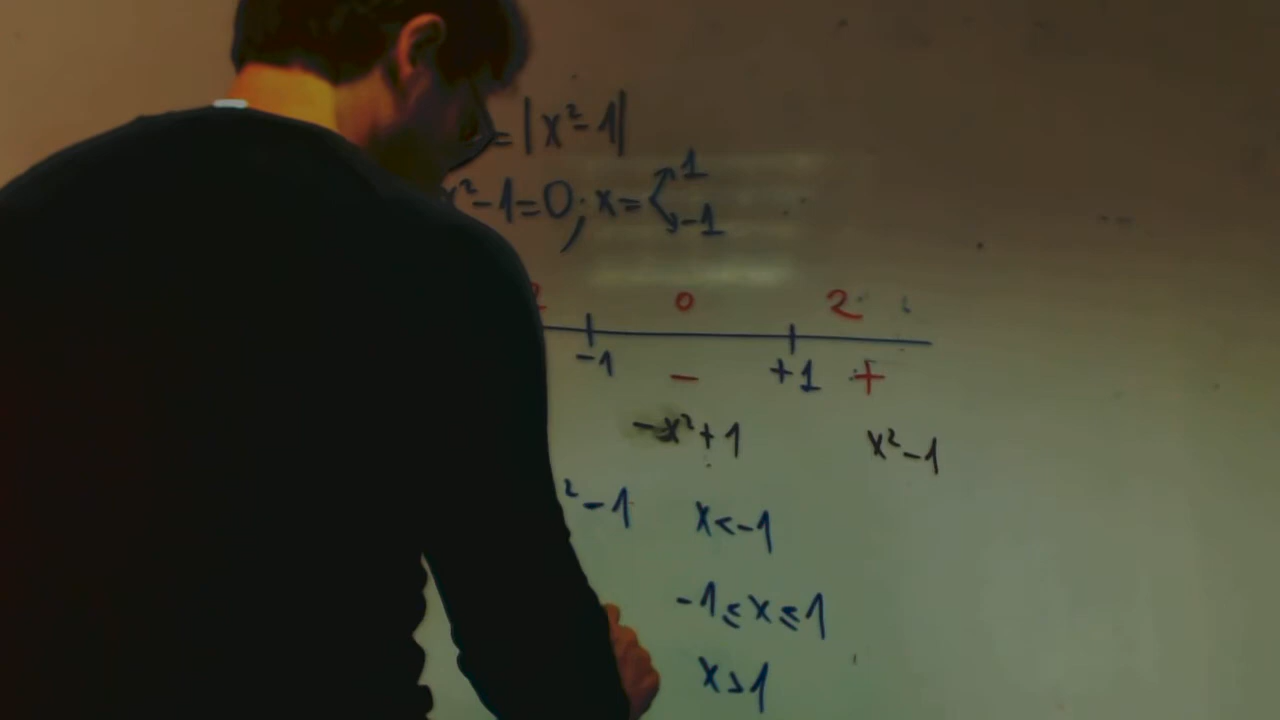 = |x²-1|
x²-1=0; x= 1
-1
2 0 2
-1 - +1 +
-x²+1 x²-1
²-1 x<-1
-1≤x≤1
x>1